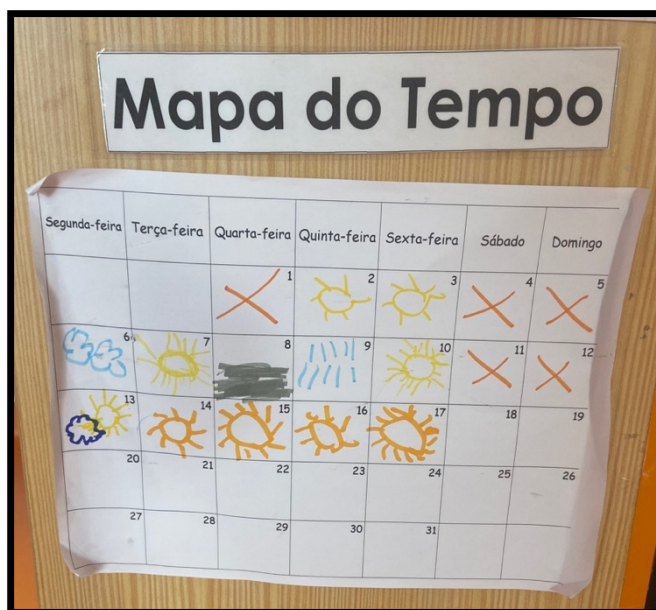 Mapa do Tempo
Segunda-feira Terça-feira Quarta-feira Quinta-feira Sexta-feira Sábado Domingo
1 2 3 4 5
6 7 8 9 10 11 12
13 14 15 16 17 18 19
20 21 22 23 24 25 26
27 28 29 30 31